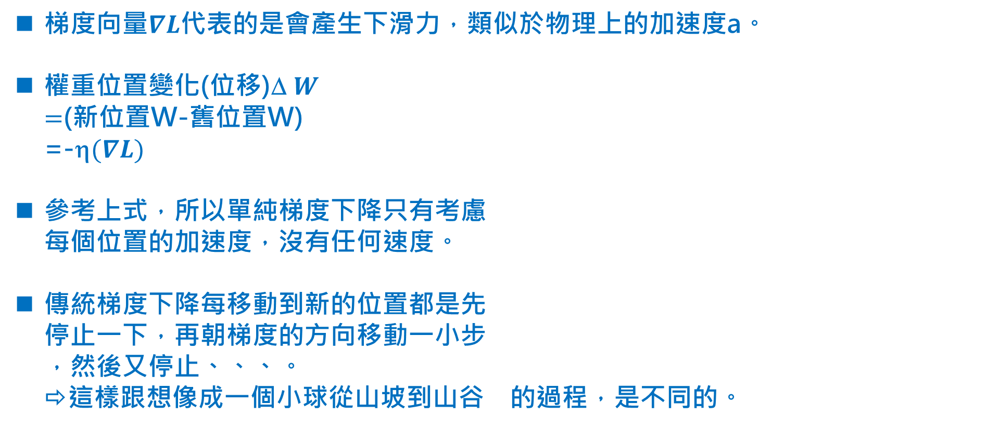 ■ 梯度向量∇L代表的是會產生下滑力，類似於物理上的加速度a。
■ 權重位置變化(位移)Δ W
=(新位置W-舊位置W)
=-η(∇L)
■ 參考上式，所以單純梯度下降只有考慮
每個位置的加速度，沒有任何速度。
■ 傳統梯度下降每移動到新的位置都是先
停止一下，再朝梯度的方向移動一小步
，然後又停止、、、。
⇨這樣跟想像成一個小球從山坡到山谷　的過程，是不同的。